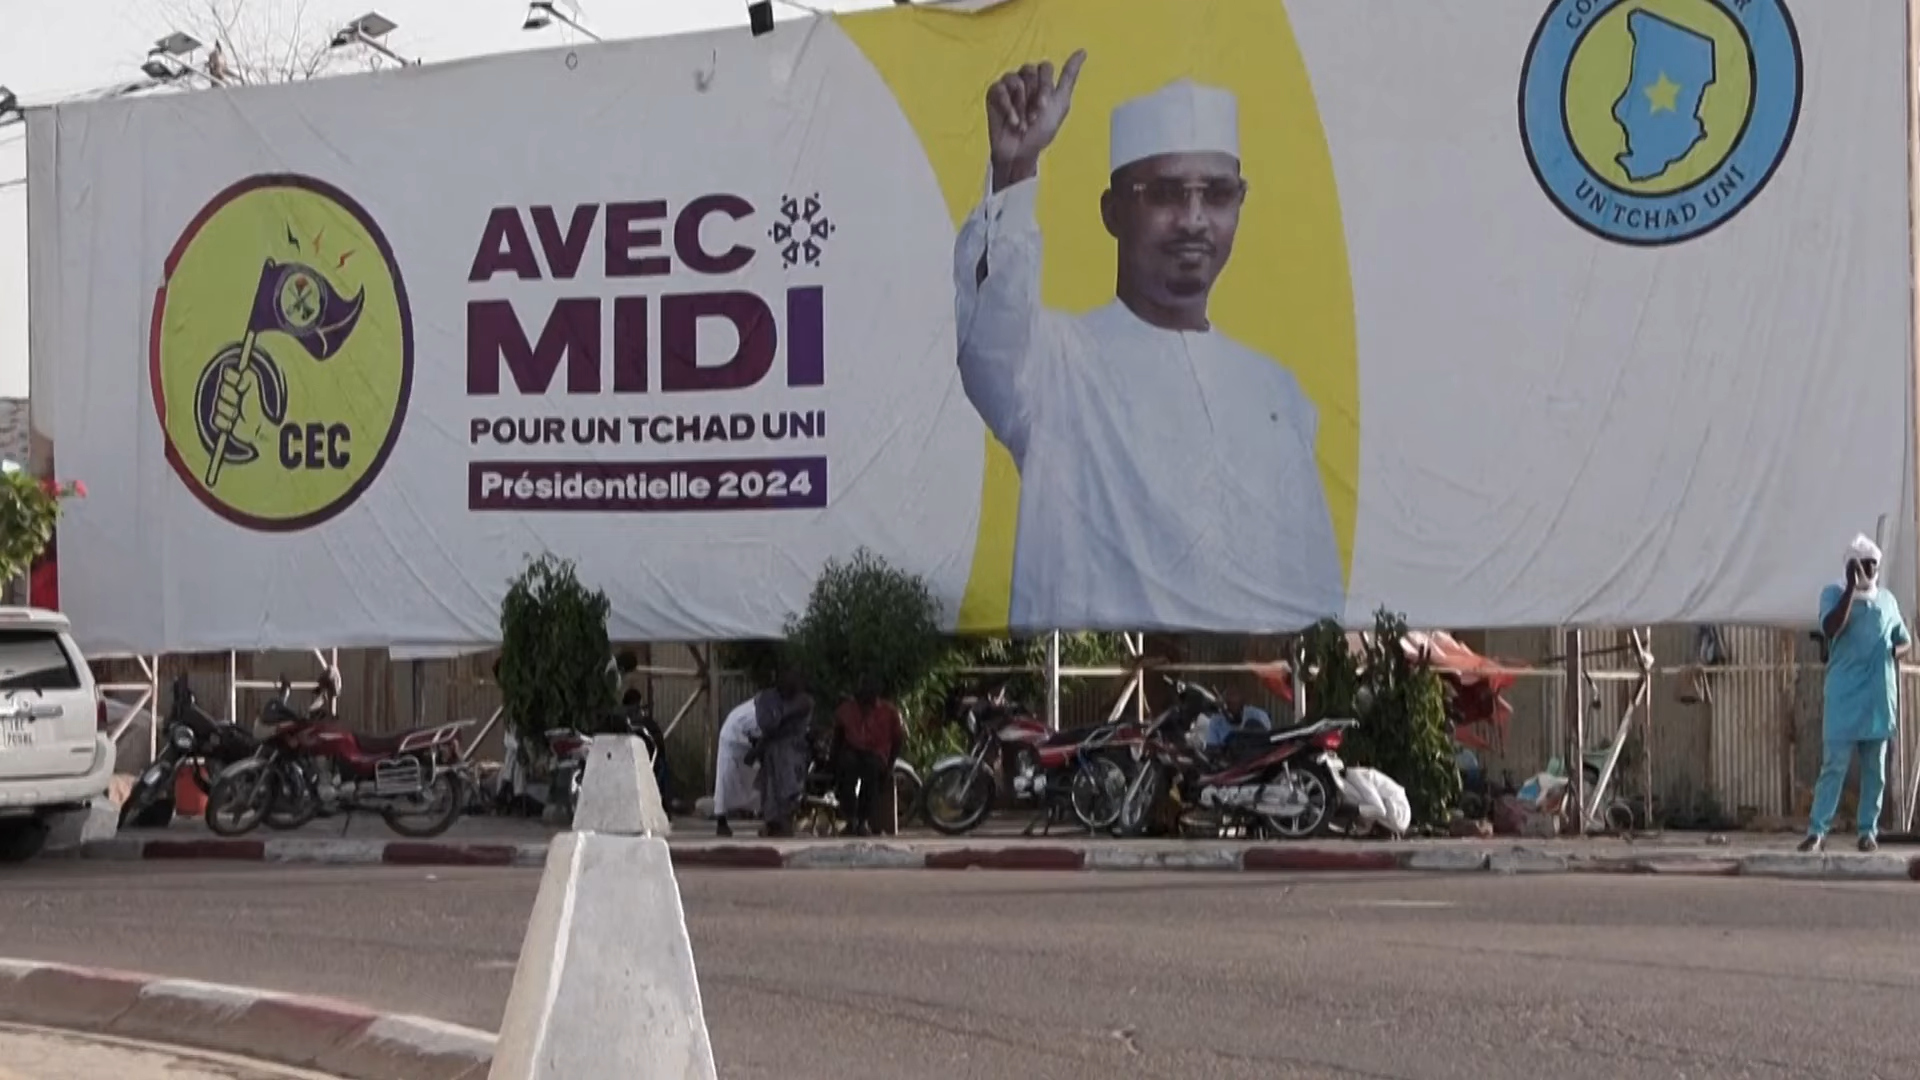 CEC
AVEC
MIDI
POUR UN TCHAD UNI
Présidentielle 2024
UN TCHAD UNI